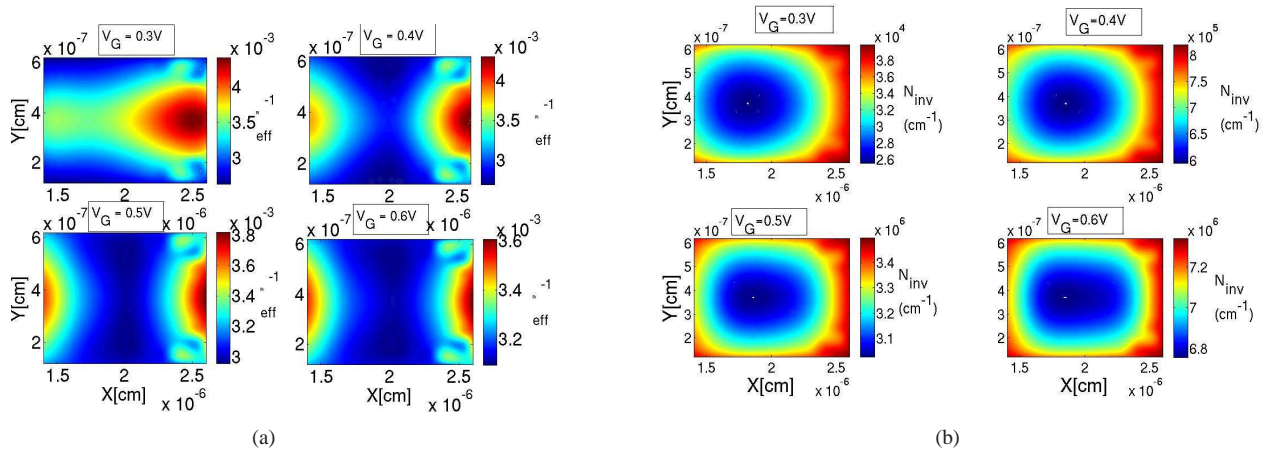 x 10⁻⁷
V_G = 0.3V
x 10⁻³
6
4
2
Y[cm]
1.5 2 2.5
x 10⁻⁶
4
3.5
3
-1
eff
x 10⁻⁷
V_G = 0.4V
x 10⁻³
6
4
2
1.5 2 2.5
x 10⁻⁶
4
3.5
3
-1
eff
x 10⁻⁷
V_G = 0.5V
x 10⁻³
6
4
2
Y[cm]
1.5 2 2.5
X[cm]
x 10⁻⁶
3.8
3.6
3.4
3.2
3
-1
eff
x 10⁻⁷
V_G = 0.6V
x 10⁻³
6
4
2
1.5 2 2.5
X[cm]
x 10⁻⁶
3.6
3.4
3.2
-1
eff
(a)
x 10⁻⁷
V_G = 0.3V
x 10⁴
6
5
4
3
2
Y[cm]
1.5 2 2.5
x 10⁻⁶
3.8
3.6
3.4
3.2
3
2.8
2.6
N_inv
(cm⁻¹)
x 10⁻⁷
V_G = 0.4V
x 10⁵
6
5
4
3
2
1.5 2 2.5
x 10⁻⁶
8
7.5
7
6.5
6
N_inv
(cm⁻¹)
x 10⁻⁷
V_G = 0.5V
x 10⁶
6
5
4
3
2
Y[cm]
1.5 2 2.5
X[cm]
x 10⁻⁶
3.5
3.4
3.3
3.2
3.1
N_inv
(cm⁻¹)
x 10⁻⁷
V_G =0.6V
x 10⁶
6
5
4
3
2
1.5 2 2.5
X[cm]
x 10⁻⁶
7.2
7
6.8
N_inv
(cm⁻¹)
(b)